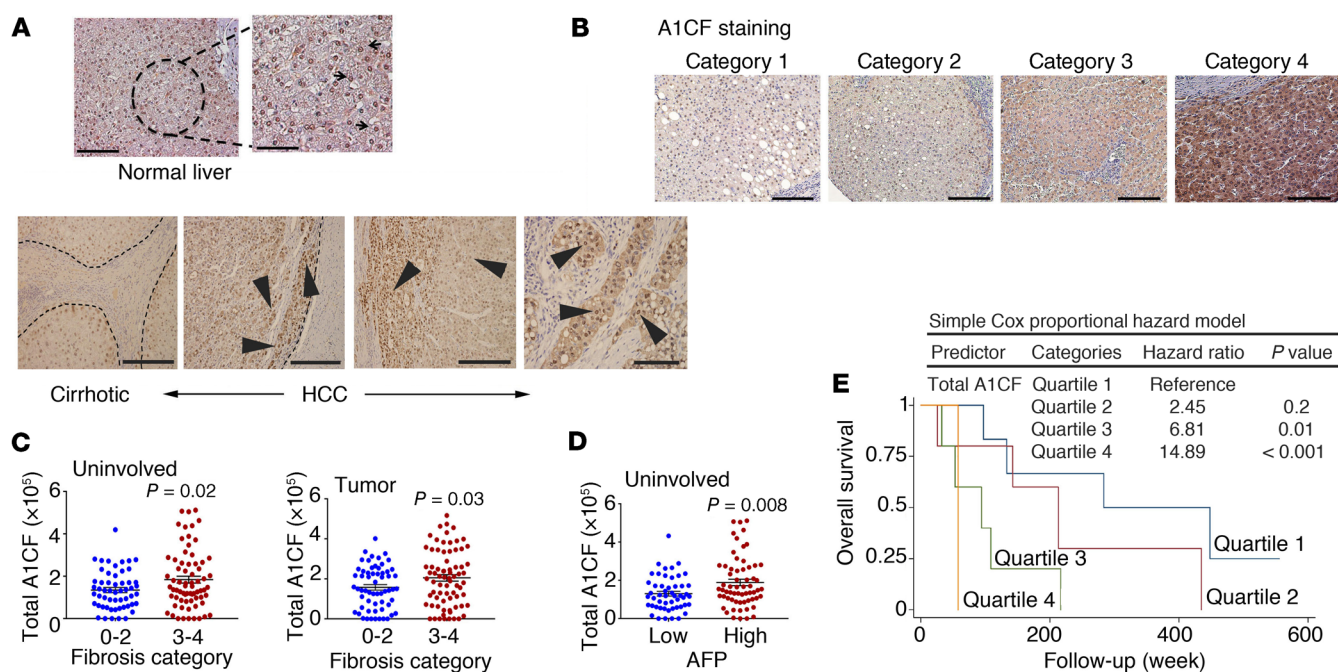 A
Normal liver
Cirrhotic
HCC
B
A1CF staining
Category 1
Category 2
Category 3
Category 4
C
Uninvolved
P = 0.02
Total A1CF (×10⁵)
6
4
2
0
0-2
3-4
Fibrosis category
Tumor
P = 0.03
Total A1CF (×10⁵)
6
4
2
0
0-2
3-4
Fibrosis category
D
Uninvolved
P = 0.008
Total A1CF (×10⁵)
6
4
2
0
Low
High
AFP
E
Simple Cox proportional hazard model
Predictor Categories Hazard ratio P value
Total A1CF Quartile 1 Reference
Quartile 2 2.45 0.2
Quartile 3 6.81 0.01
Quartile 4 14.89 < 0.001
Overall survival
1
0.75
0.5
0.25
0
Quartile 1
Quartile 3
Quartile 4
Quartile 2
0
200
400
600
Follow-up (week)